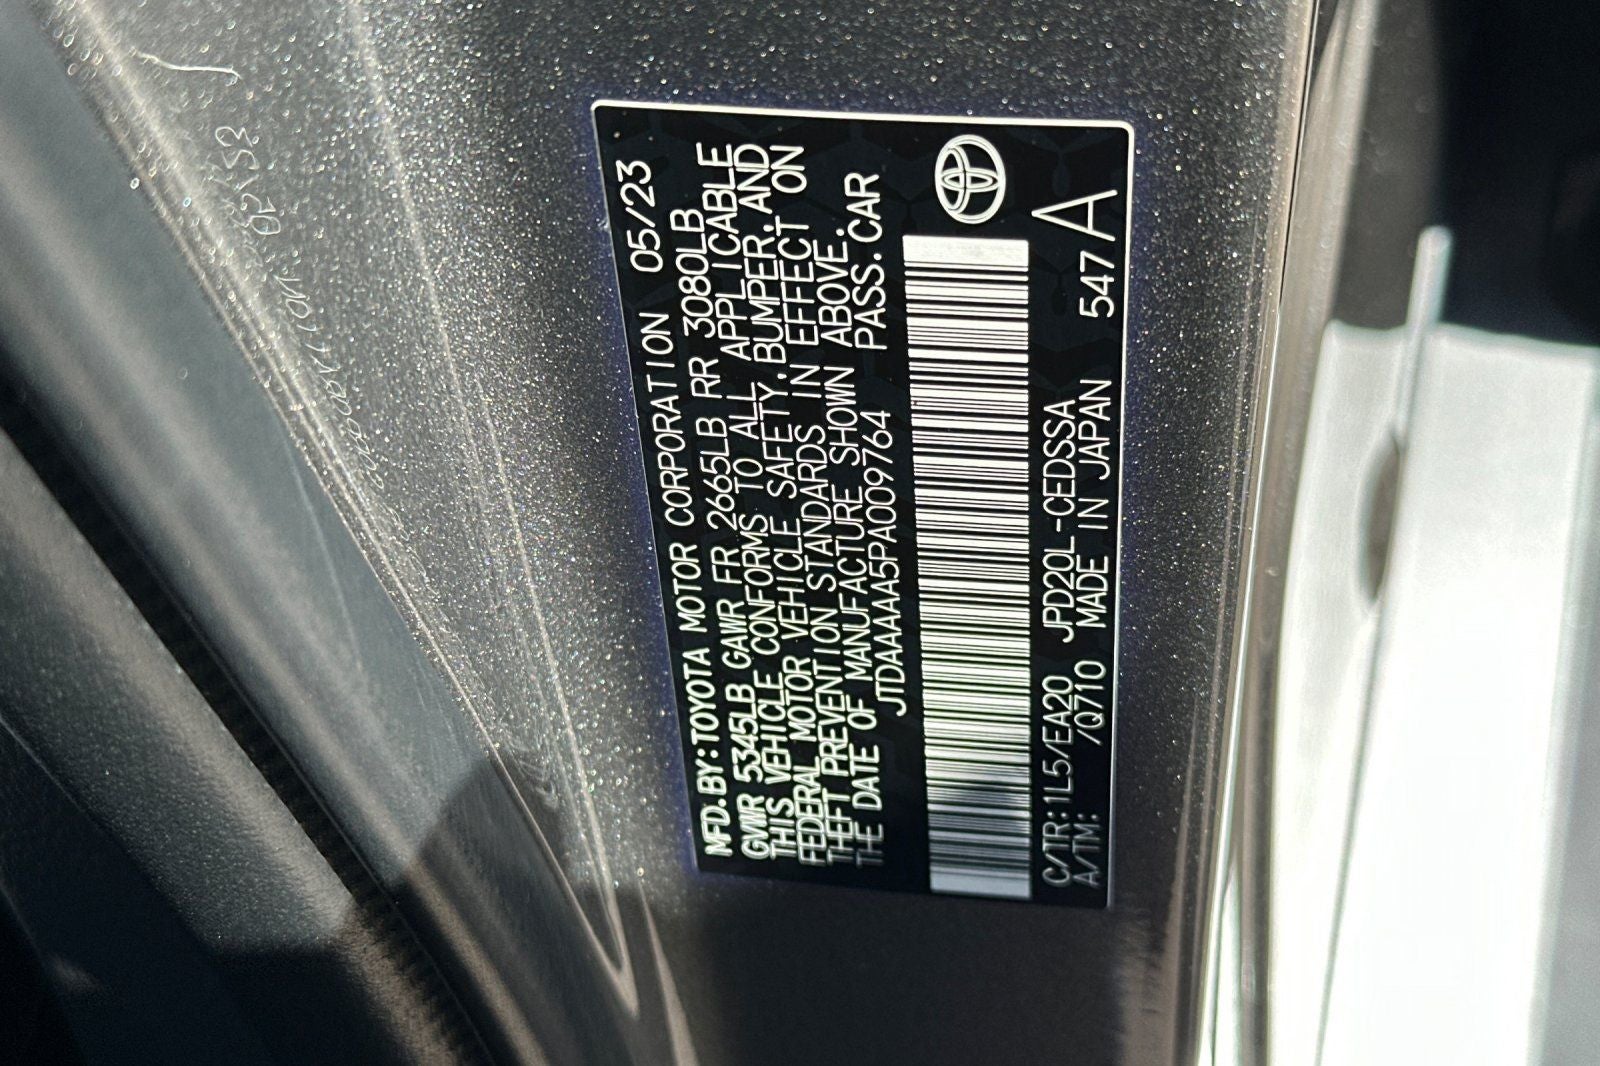 MFD.BY:TOYOTA MOTOR CORPORATION 05/23
GVWR 5345LB GAWR FR 2665LB RR 3080LB
THIS VEHICLE CONFORMS TO ALL APPLICABLE
FEDERAL MOTOR VEHICLE SAFETY,BUMPER,AND
THEFT PREVENTION STANDARDS IN EFFECT ON
THE DATE OF MANUFACTURE SHOWN ABOVE.
JTDAAAAA5PA009764 PASS.CAR
C/TR:1L5/EA20 JPD20L-CEDSSA
A/TM: /Q710 MADE IN JAPAN 547A